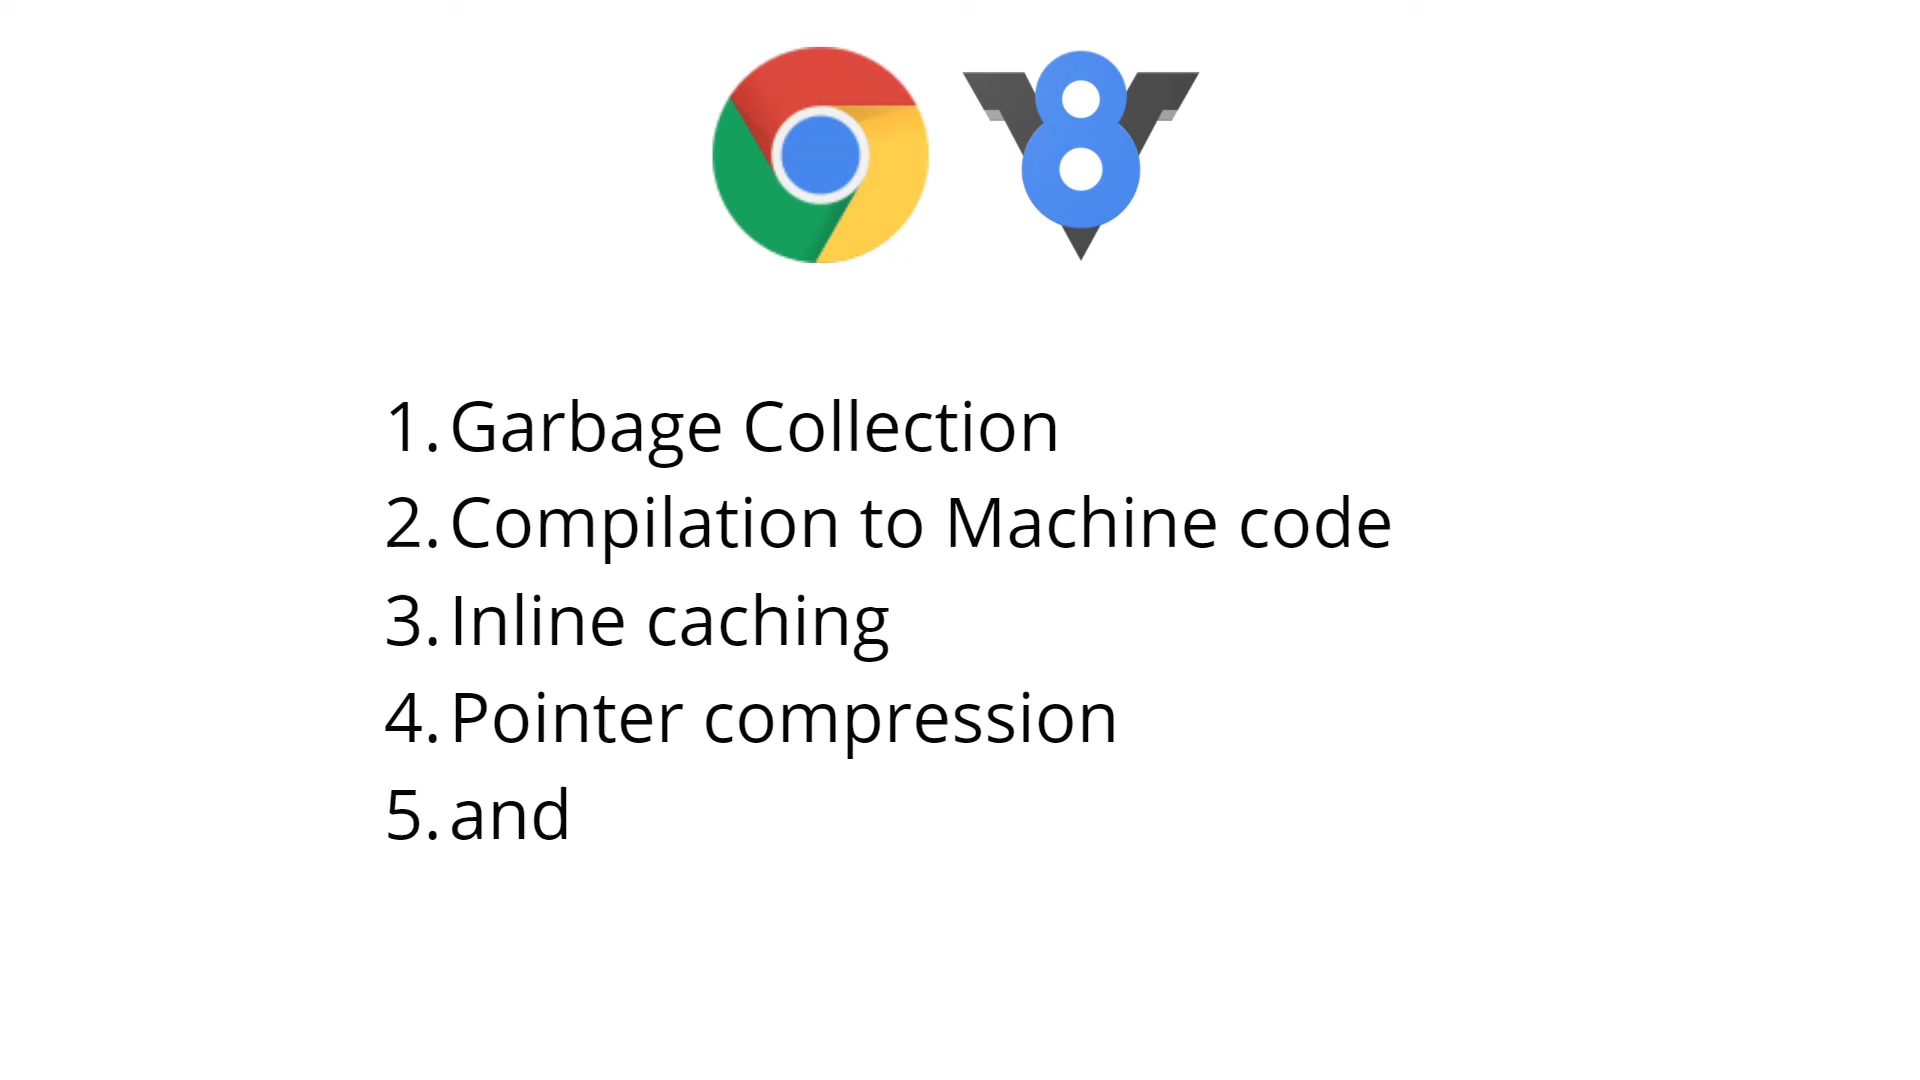 1. Garbage Collection
2. Compilation to Machine code
3. Inline caching
4. Pointer compression
5. and